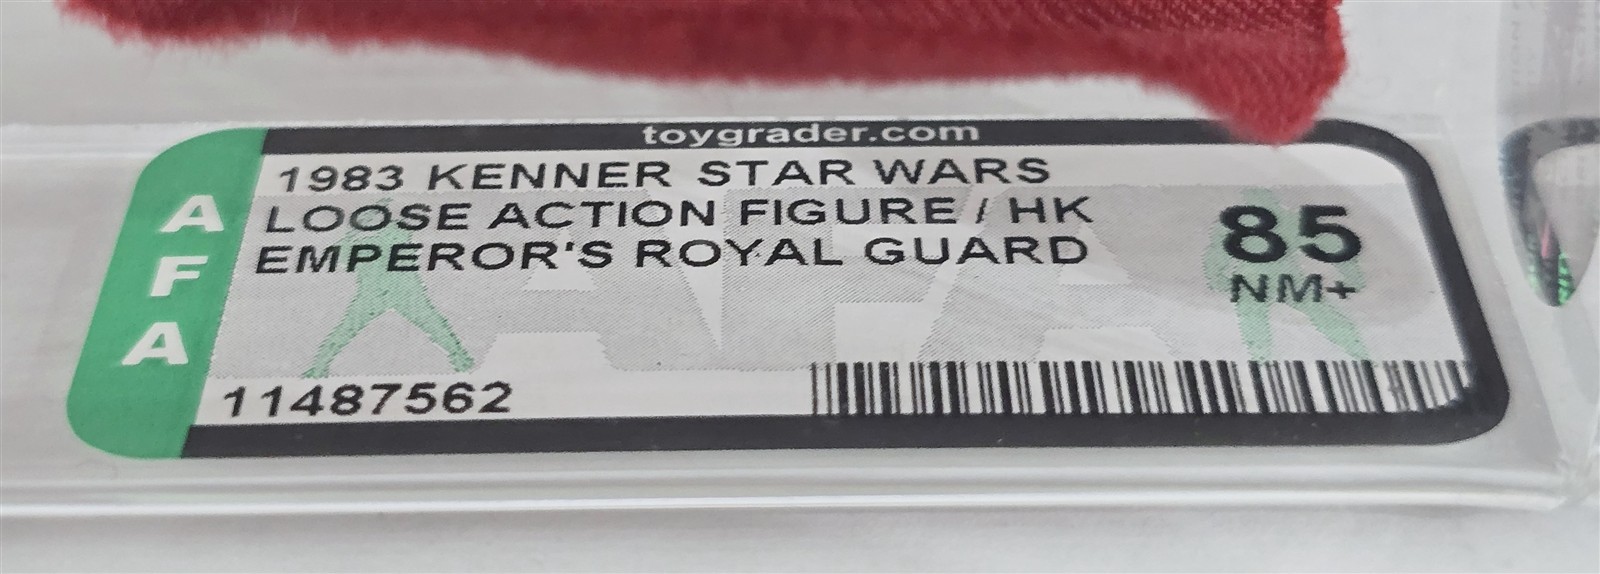 toygrader.com
1983 KENNER STAR WARS
LOOSE ACTION FIGURE / HK
EMPEROR'S ROYAL GUARD
85
NM+
AFA
11487562